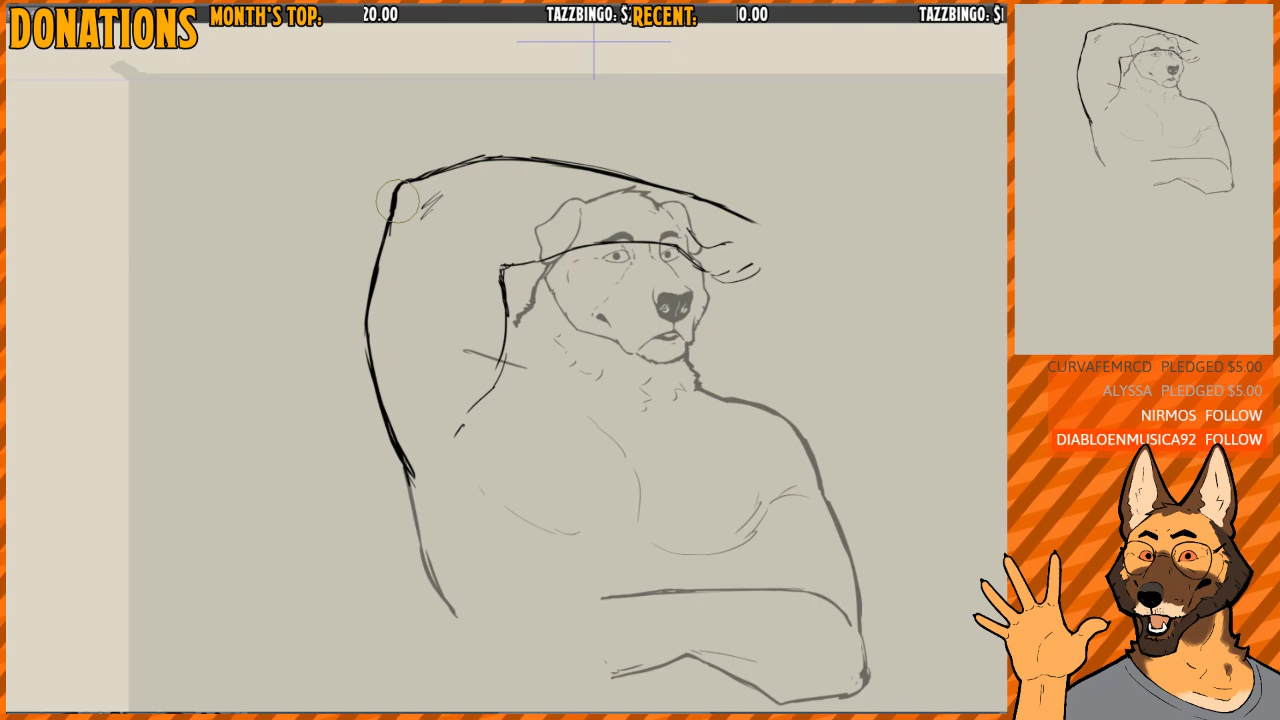 DONATIONS
MONTH'S TOP:
20.00
TAZZBINGO: $
RECENT:
0.00
TAZZBINGO: $
CURVAFEMRCD PLEDGED $5.00
ALYSSA PLEDGED $5.00
NIRMOS FOLLOW
DIABLOENMUSICA92 FOLLOW